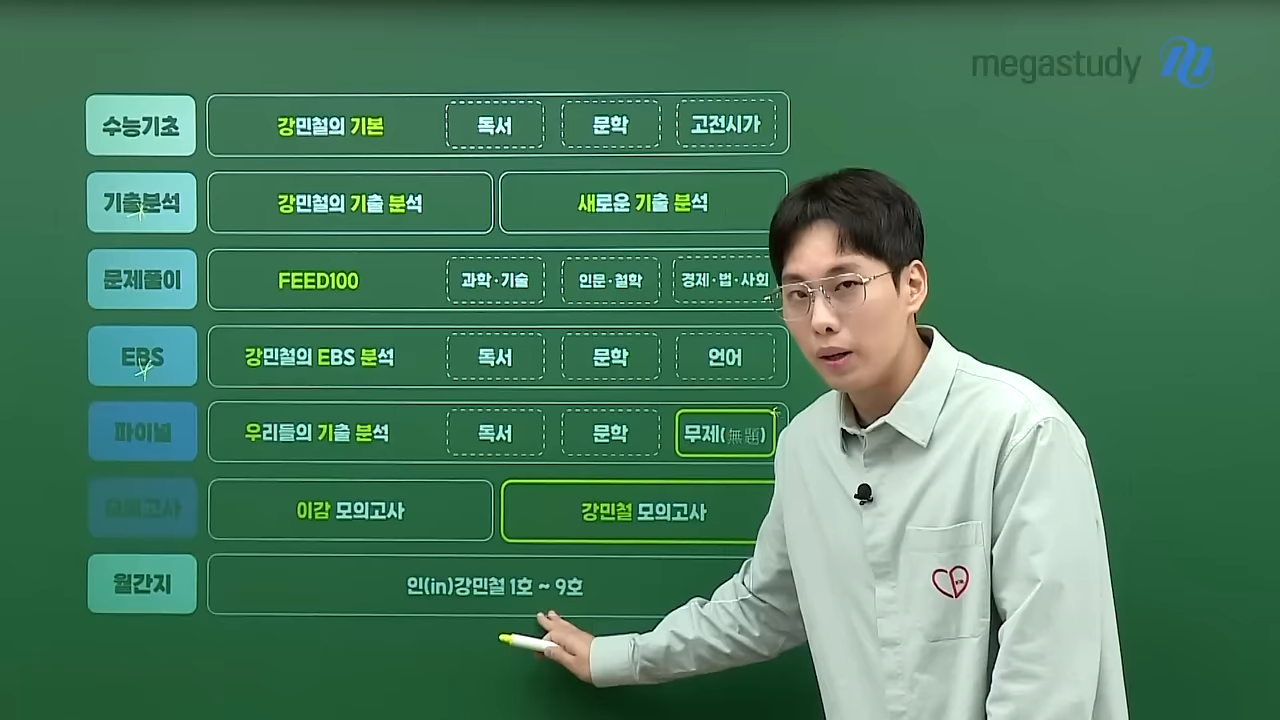 megastudy
수능기초 강민철의 기본 독서 문학 고전시가
기출분석 강민철의 기출 분석 새로운 기출 분석
문제풀이 FEED100 과학·기술 인문·철학 경제·법·사회
EBS 강민철의 EBS 분석 독서 문학 언어
파이널 우리들의 기출 분석 독서 문학 무제(無題)
모의고사 이감 모의고사 강민철 모의고사
월간지 인(in)강민철 1호 ~ 9호